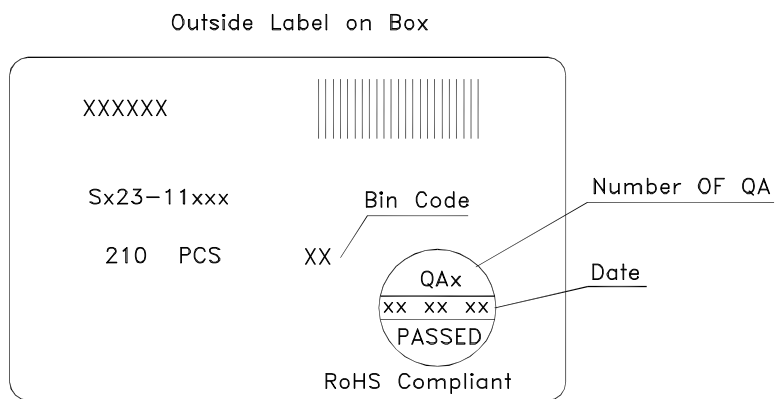 Outside Label on Box
XXXXXX
Sx23-11xxx
Bin Code
Number OF QA
210 PCS
XX
QAx
Date
xx xx xx
PASSED
RoHS Compliant